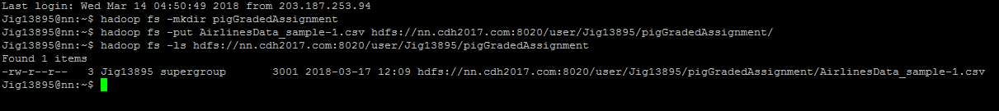 Last login: Wed Mar 14 04:50:49 2018 from 203.187.253.94
Jig13895@nn:~$ hadoop fs -mkdir pigGradedAssignment
Jig13895@nn:~$ hadoop fs -put AirlinesData_sample-1.csv hdfs://nn.cdh2017.com:8020/user/Jig13895/pigGradedAssignment/
Jig13895@nn:~$ hadoop fs -ls hdfs://nn.cdh2017.com:8020/user/Jig13895/pigGradedAssignment
Found 1 items
-rw-r--r--   3 Jig13895 supergroup       3001 2018-03-17 12:09 hdfs://nn.cdh2017.com:8020/user/Jig13895/pigGradedAssignment/AirlinesData_sample-1.csv
Jig13895@nn:~$